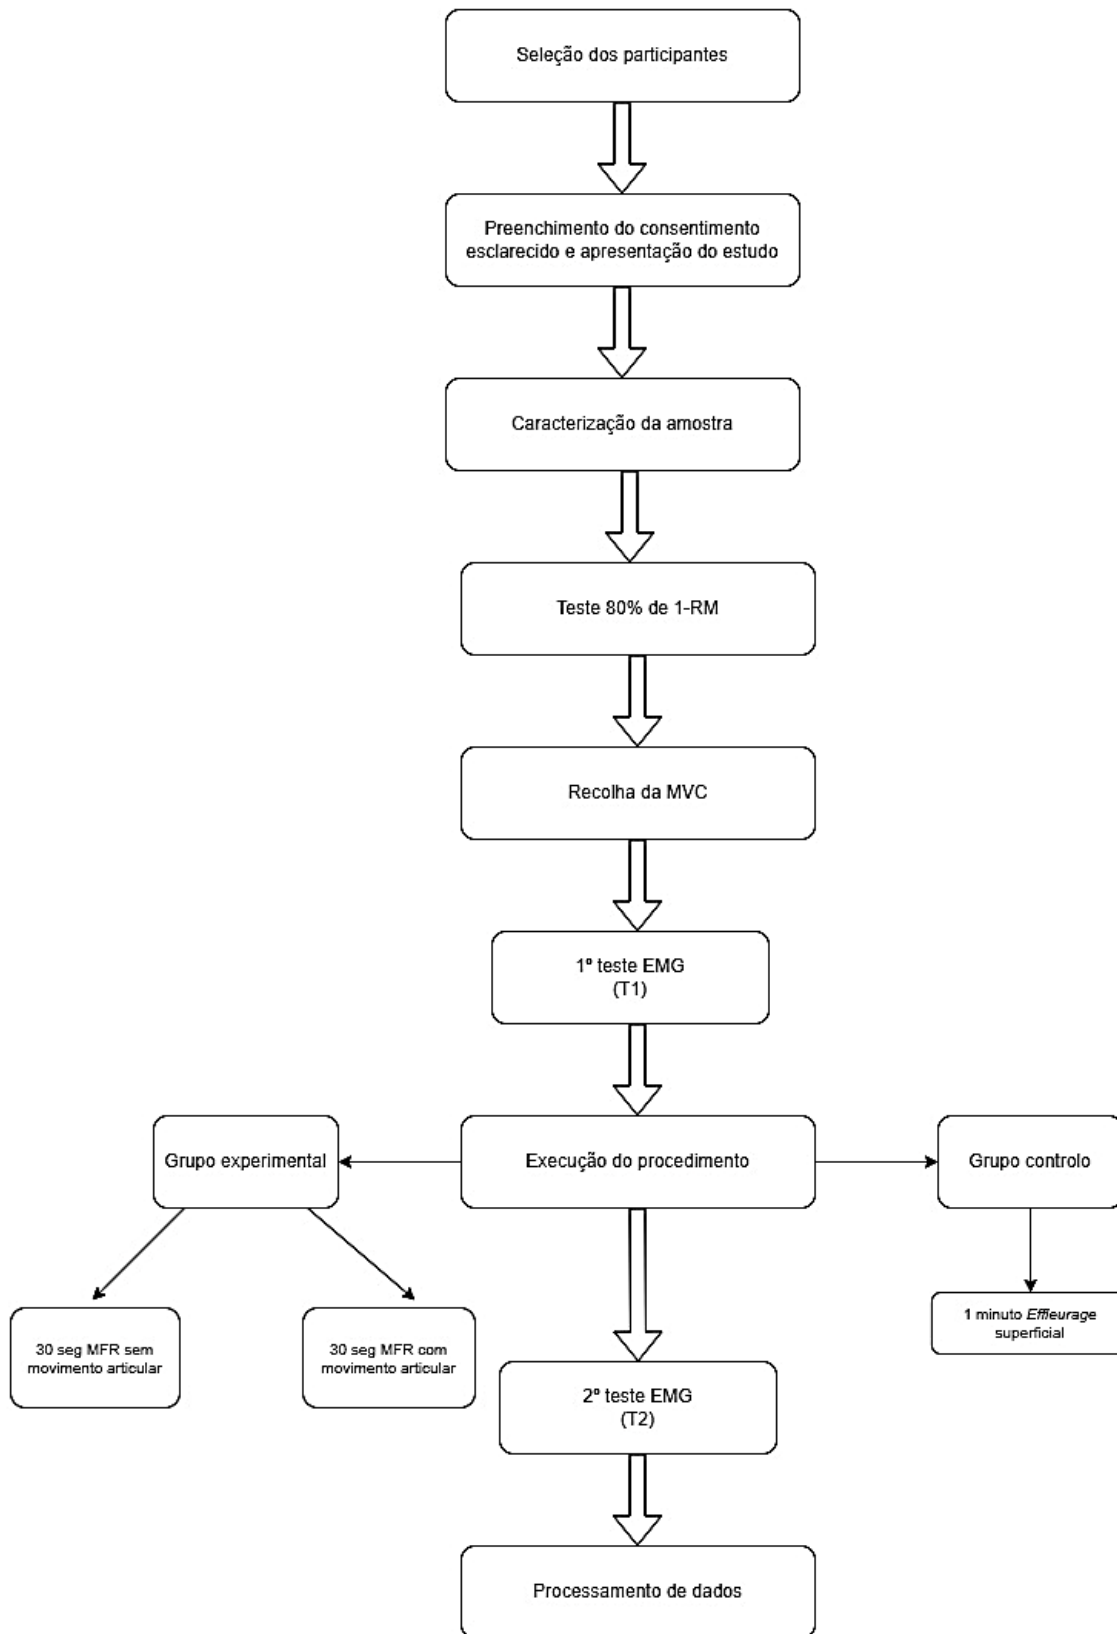 Seleção dos participantes
Preenchimento do consentimento
esclarecido e apresentação do estudo
Caracterização da amostra
Teste 80% de 1-RM
Recolha da MVC
1º teste EMG
(T1)
Grupo experimental
Execução do procedimento
Grupo controlo
30 seg MFR sem
movimento articular
30 seg MFR com
movimento articular
1 minuto Effleurage
superficial
2º teste EMG
(T2)
Processamento de dados